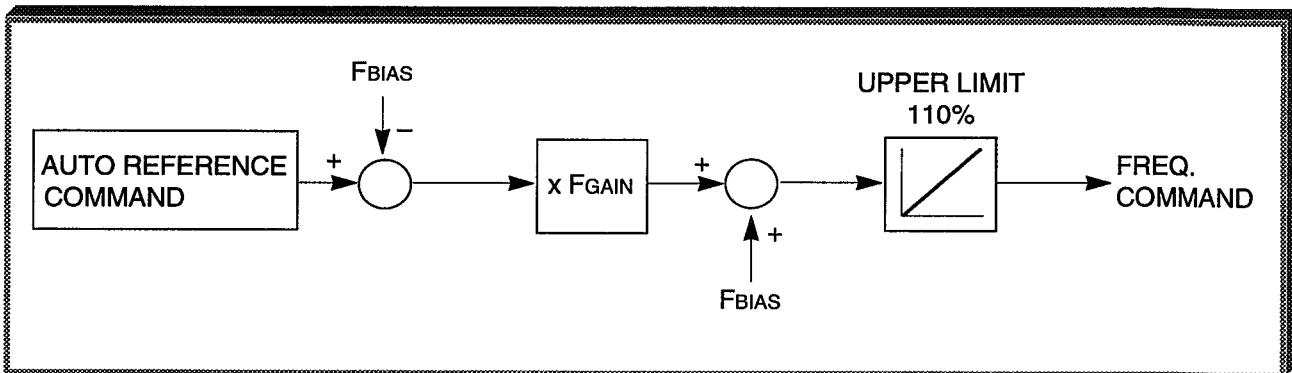 FBIAS
UPPER LIMIT
110%
AUTO REFERENCE
COMMAND
+
−
x FGAIN
+
+
FBIAS
FREQ.
COMMAND